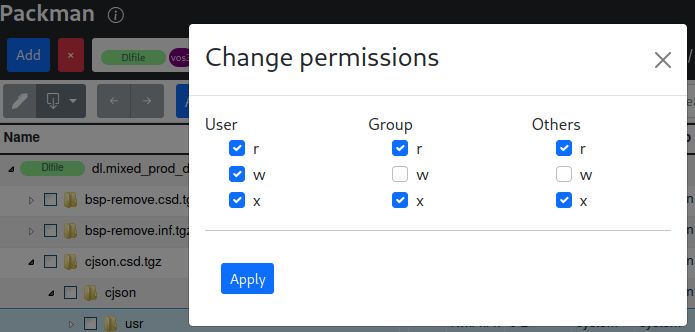 Packman
Add × Dlfile
Change permissions
Name
User Group Others
r r r
w w w
x x x
Apply
Dlfile dl.mixed_prod_d
bsp-remove.csd.tg
bsp-remove.inf.tgz
cjson.csd.tgz
cjson
usr